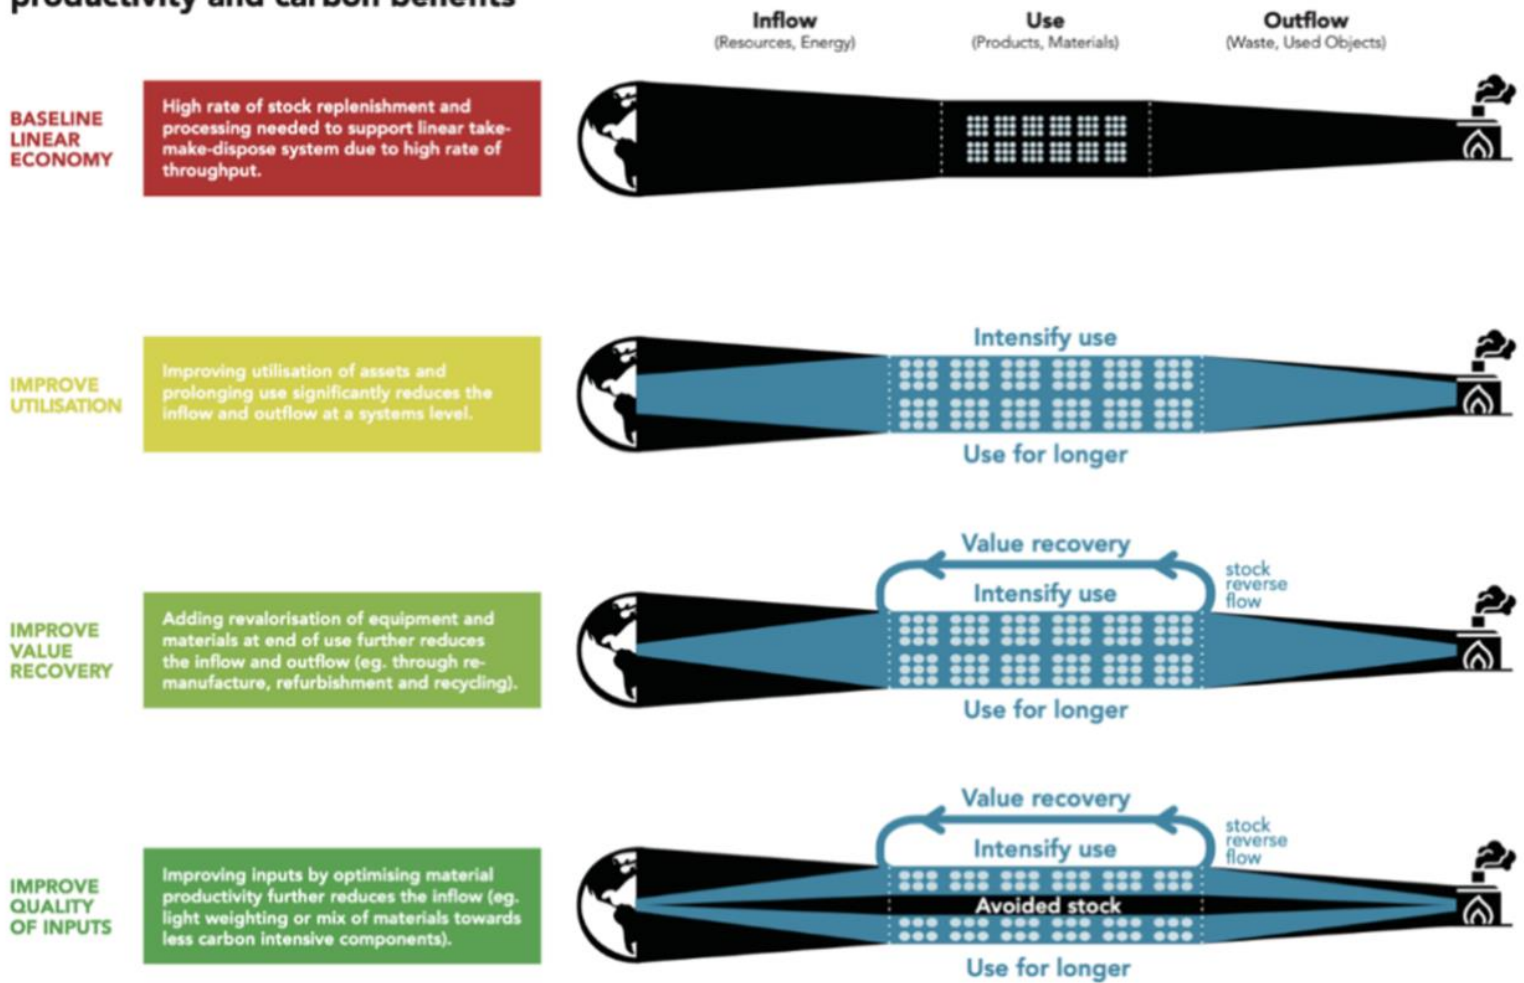 productivity and carbon benefits
Inflow
(Resources, Energy)
Use
(Products, Materials)
Outflow
(Waste, Used Objects)
BASELINE
LINEAR
ECONOMY
High rate of stock replenishment and
processing needed to support linear take-
make-dispose system due to high rate of
throughput.
IMPROVE
UTILISATION
Improving utilisation of assets and
prolonging use significantly reduces the
inflow and outflow at a systems level.
Intensify use
Use for longer
IMPROVE
VALUE
RECOVERY
Adding revalorisation of equipment and
materials at end of use further reduces
the inflow and outflow (eg. through re-
manufacture, refurbishment and recycling).
Value recovery
stock
reverse
flow
Intensify use
Use for longer
IMPROVE
QUALITY
OF INPUTS
Improving inputs by optimising material
productivity further reduces the inflow (eg.
light weighting or mix of materials towards
less carbon intensive components).
Value recovery
stock
reverse
flow
Intensify use
Avoided stock
Use for longer